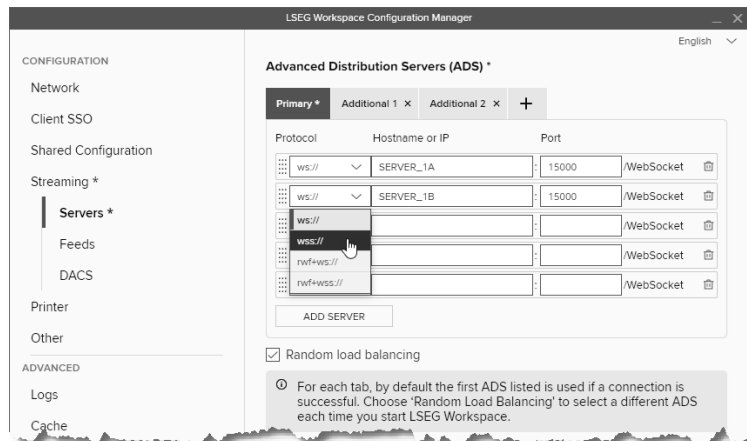 LSEG Workspace Configuration Manager
English
CONFIGURATION
Network
Client SSO
Shared Configuration
Streaming *
Servers *
Feeds
DACS
Printer
Other
ADVANCED
Logs
Cache
Advanced Distribution Servers (ADS) *
Primary * Additional 1 × Additional 2 × +
Protocol Hostname or IP Port
ws:// SERVER_1A : 15000 /WebSocket
ws:// SERVER_1B : 15000 /WebSocket
ws:// : /WebSocket
wss://
rwf+ws:// : /WebSocket
rwf+wss:// : /WebSocket
ADD SERVER
Random load balancing
For each tab, by default the first ADS listed is used if a connection is
successful. Choose ‘Random Load Balancing' to select a different ADS
each time you start LSEG Workspace.